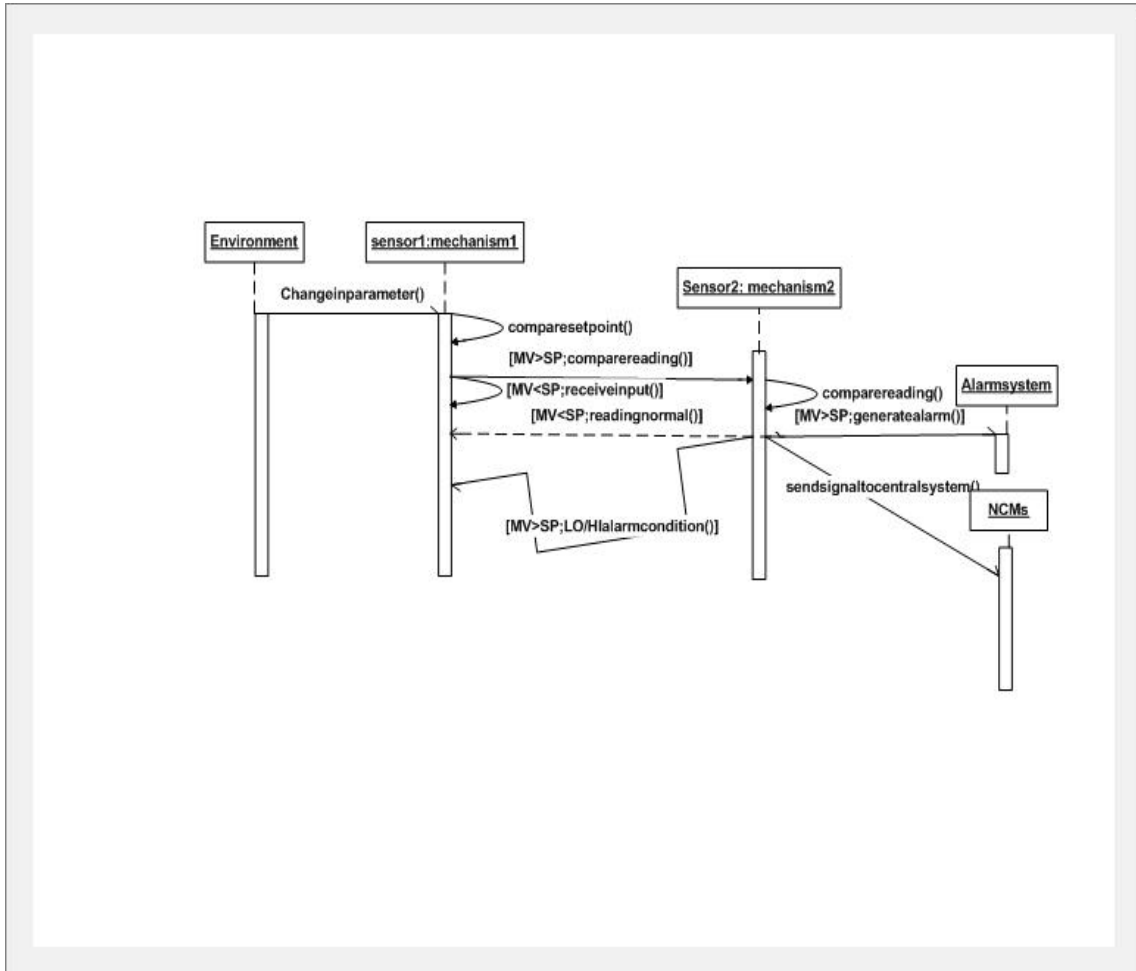 Environment
sensor1:mechanism1
Sensor2: mechanism2
Changeinparameter()
comparesetpoint()
[MV>SP;comparereading()]
Alarmsystem
[MV<SP;receiveinput()]
comparereading()
[MV<SP;readingnormal()]
[MV>SP;generatealarm()]
sendsignaltocentralsystem()
NCMs
[MV>SP;LO/HIalarmcondition()]